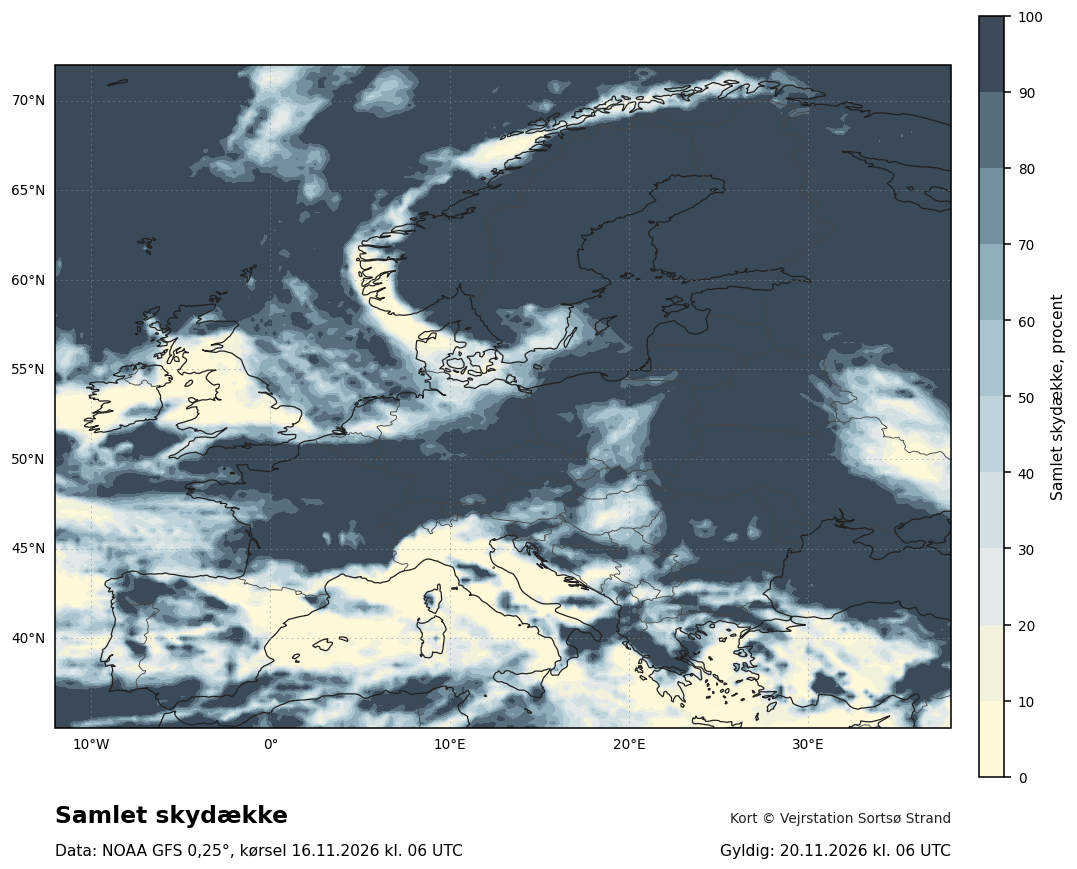 100
90
80
70
60
50
40
30
20
10
0
Samlet skydække, procent
70°N
65°N
60°N
55°N
50°N
45°N
40°N
10°W
0°
10°E
20°E
30°E
Samlet skydække
Kort © Vejrstation Sortsø Strand
Data: NOAA GFS 0,25°, kørsel 16.11.2026 kl. 06 UTC
Gyldig: 20.11.2026 kl. 06 UTC